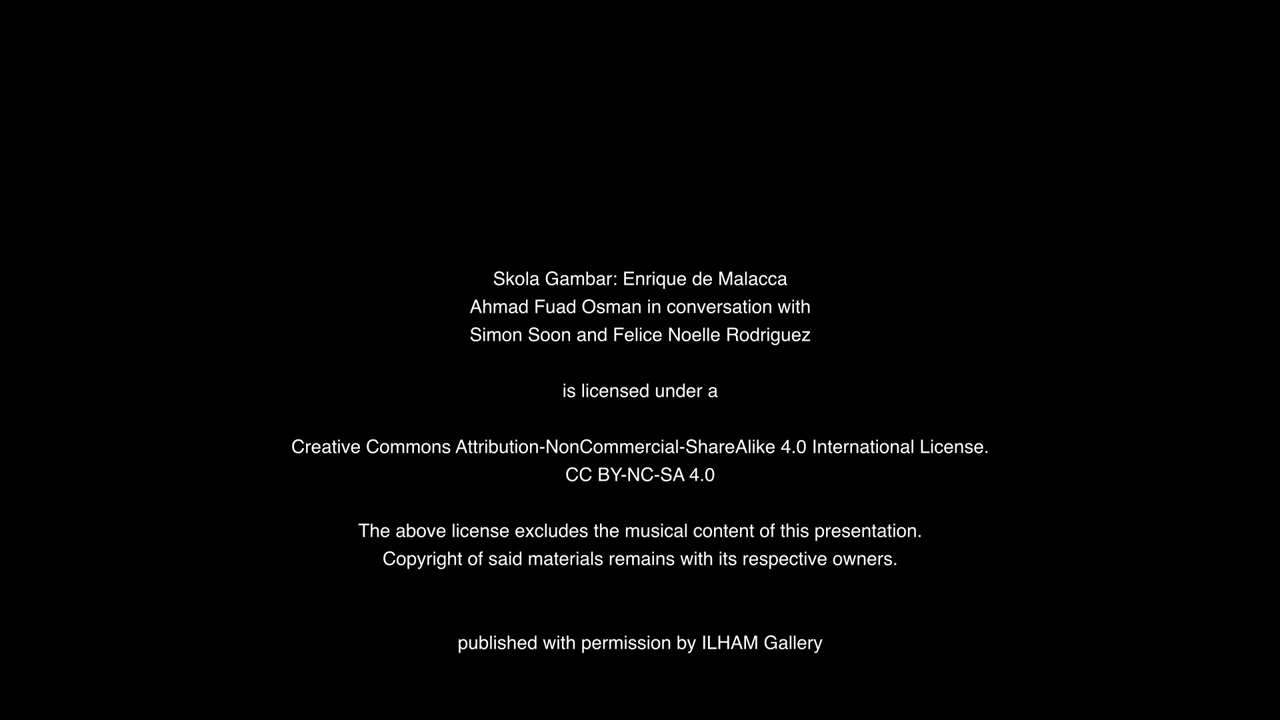 Skola Gambar: Enrique de Malacca
Ahmad Fuad Osman in conversation with
Simon Soon and Felice Noelle Rodriguez
is licensed under a
Creative Commons Attribution-NonCommercial-ShareAlike 4.0 International License.
CC BY-NC-SA 4.0
The above license excludes the musical content of this presentation.
Copyright of said materials remains with its respective owners.
published with permission by ILHAM Gallery